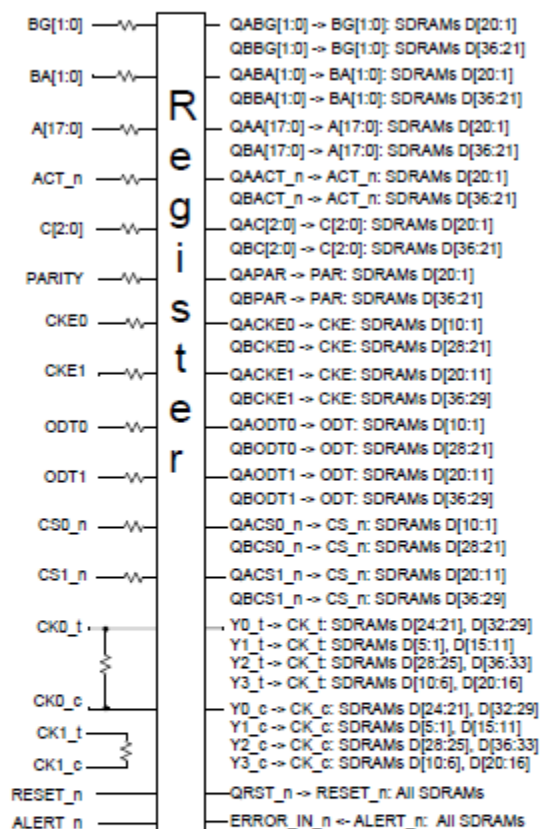 BG[1:0]
QABG[1:0] -> BG[1:0]: SDRAMs D[20:1]
QBBG[1:0] -> BG[1:0]: SDRAMs D[36:21]
BA[1:0]
QABA[1:0] -> BA[1:0]: SDRAMs D[20:1]
QBBA[1:0] -> BA[1:0]: SDRAMs D[36:21]
A[17:0]
QAA[17:0] -> A[17:0]: SDRAMs D[20:1]
QBA[17:0] -> A[17:0]: SDRAMs D[36:21]
ACT_n
QAACT_n -> ACT_n: SDRAMs D[20:1]
QBACT_n -> ACT_n: SDRAMs D[36:21]
C[2:0]
QAC[2:0] -> C[2:0]: SDRAMs D[20:1]
QBC[2:0] -> C[2:0]: SDRAMs D[36:21]
PARITY
QAPAR -> PAR: SDRAMs D[20:1]
QBPAR -> PAR: SDRAMs D[36:21]
CKE0
QACKE0 -> CKE: SDRAMs D[10:1]
QBCKE0 -> CKE: SDRAMs D[28:21]
CKE1
QACKE1 -> CKE: SDRAMs D[20:11]
QBCKE1 -> CKE: SDRAMs D[36:29]
ODT0
QAODT0 -> ODT: SDRAMs D[10:1]
QBODT0 -> ODT: SDRAMs D[28:21]
ODT1
QAODT1 -> ODT: SDRAMs D[20:11]
QBODT1 -> ODT: SDRAMs D[36:29]
CS0_n
QACS0_n -> CS_n: SDRAMs D[10:1]
QBCS0_n -> CS_n: SDRAMs D[28:21]
CS1_n
QACS1_n -> CS_n: SDRAMs D[20:11]
QBCS1_n -> CS_n: SDRAMs D[36:29]
CK0_t
Y0_t -> CK_t: SDRAMs D[24:21], D[32:29]
Y1_t -> CK_t: SDRAMs D[5:1], D[15:11]
Y2_t -> CK_t: SDRAMs D[28:25], D[36:33]
Y3_t -> CK_t: SDRAMs D[10:6], D[20:16]
CK0_c
Y0_c -> CK_c: SDRAMs D[24:21], D[32:29]
Y1_c -> CK_c: SDRAMs D[5:1], D[15:11]
Y2_c -> CK_c: SDRAMs D[28:25], D[36:33]
Y3_c -> CK_c: SDRAMs D[10:6], D[20:16]
CK1_t
CK1_c
RESET_n
QRST_n -> RESET_n: All SDRAMs
ALERT_n
ERROR_IN_n <- ALERT_n: All SDRAMs
Register